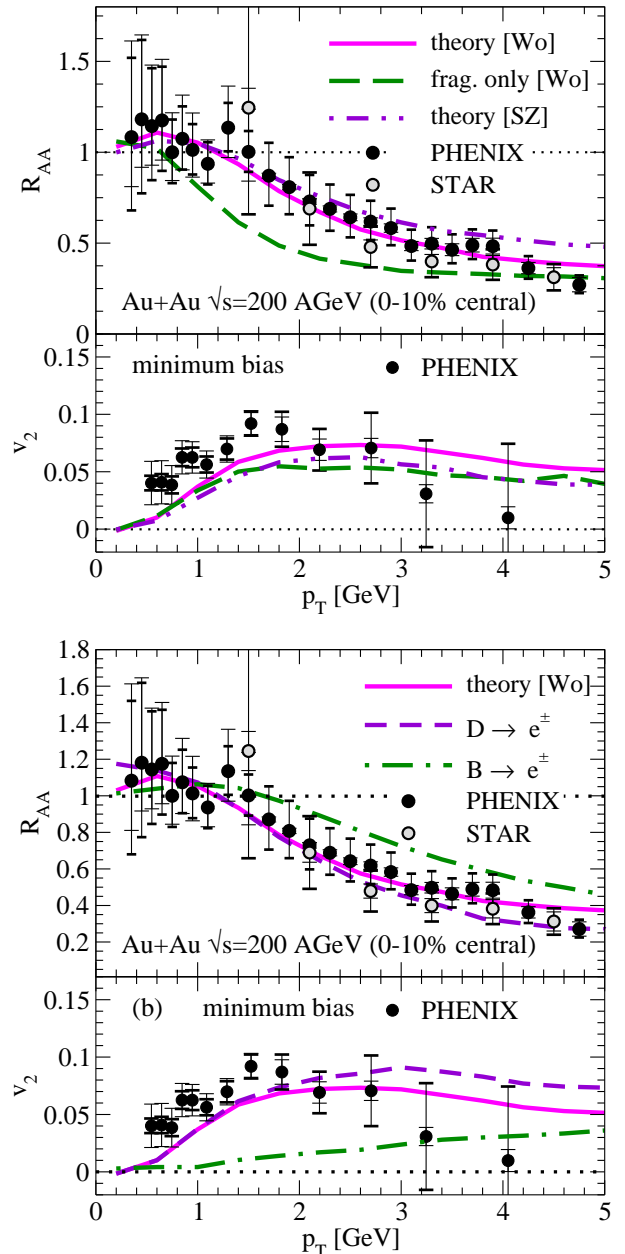 1.5
1
0.5
0
R_AA
theory [Wo]
frag. only [Wo]
theory [SZ]
PHENIX
STAR
Au+Au √s=200 AGeV (0-10% central)
0.15
0.1
0.05
0
v_2
minimum bias
PHENIX
0 1 2 3 4 5
p_T [GeV]
1.8
1.6
1.4
1.2
1
0.8
0.6
0.4
0.2
R_AA
theory [Wo]
D → e^±
B → e^±
PHENIX
STAR
Au+Au √s=200 AGeV (0-10% central)
0.15
0.1
0.05
0
v_2
(b) minimum bias
PHENIX
0 1 2 3 4 5
p_T [GeV]